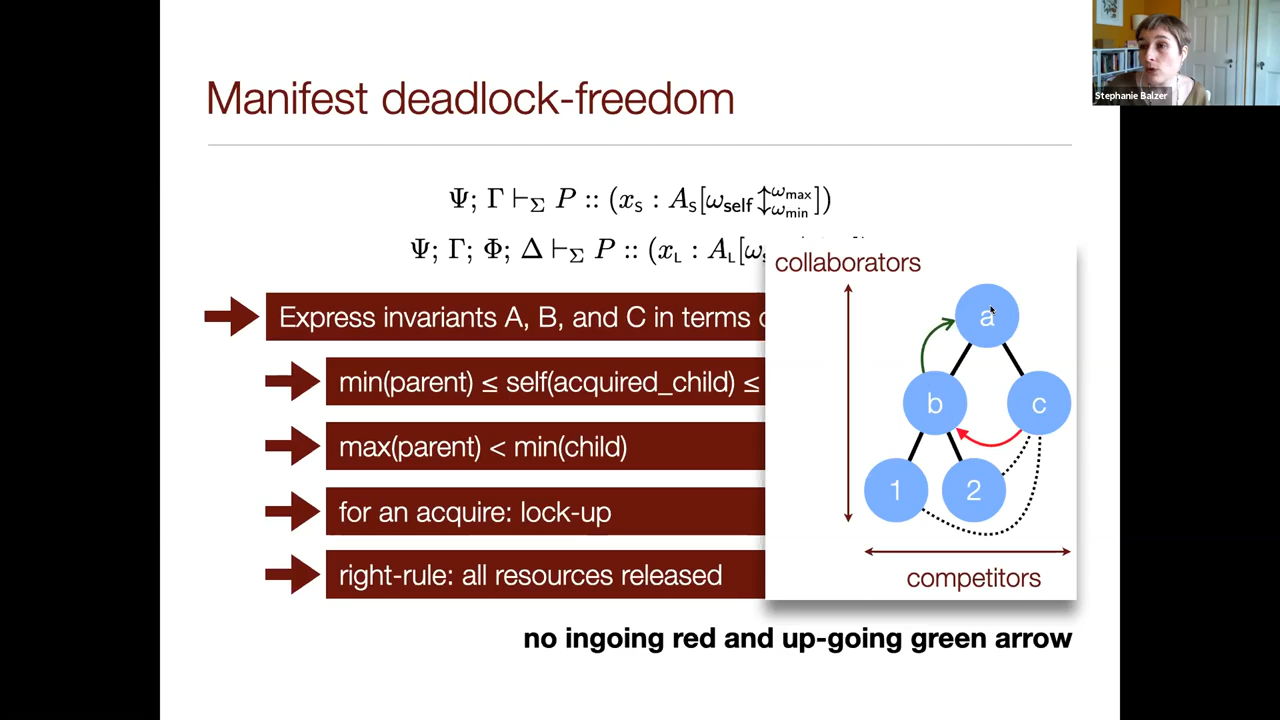 Stephanie Balzer
Manifest deadlock-freedom
Ψ; Γ ⊢Σ P :: (xS : AS[ωself ↕ωmax ωmin])
Ψ; Γ; Φ; Δ ⊢Σ P :: (xL : AL[ω
collaborators
Express invariants A, B, and C in terms
min(parent) ≤ self(acquired_child) ≤
max(parent) < min(child)
for an acquire: lock-up
right-rule: all resources released
a
b
c
1
2
competitors
no ingoing red and up-going green arrow